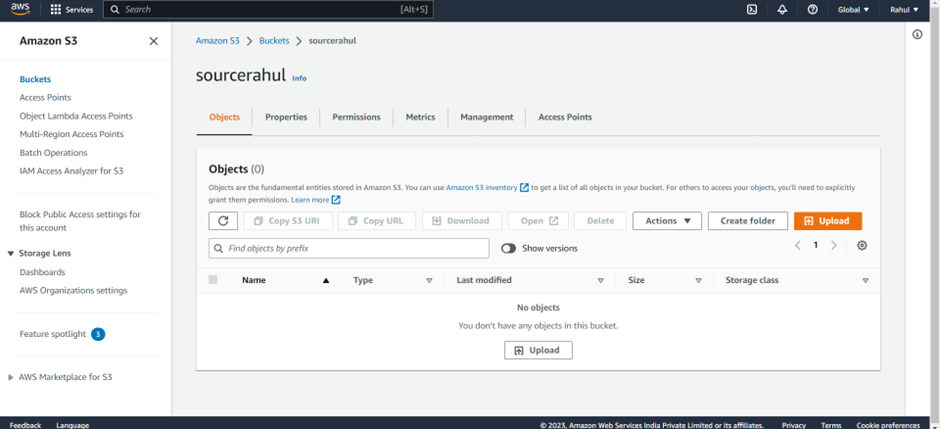 aws
Services
Search
[Alt+S]
Global
Rahul
Amazon S3
Buckets
Access Points
Object Lambda Access Points
Multi-Region Access Points
Batch Operations
IAM Access Analyzer for S3
Block Public Access settings for
this account
Storage Lens
Dashboards
AWS Organizations settings
Feature spotlight 3
AWS Marketplace for S3
Amazon S3 > Buckets > sourcerahul
sourcerahul Info
Objects
Properties
Permissions
Metrics
Management
Access Points
Objects (0)
Objects are the fundamental entities stored in Amazon S3. You can use Amazon S3 inventory to get a list of all objects in your bucket. For others to access your objects, you'll need to explicitly
grant them permissions. Learn more
Copy S3 URI
Copy URL
Download
Open
Delete
Actions
Create folder
Upload
Find objects by prefix
Show versions
1
Name
Type
Last modified
Size
Storage class
No objects
You don't have any objects in this bucket.
Upload
Feedback
Language
© 2023, Amazon Web Services India Private Limited or its affiliates.
Privacy
Terms
Cookie preferences